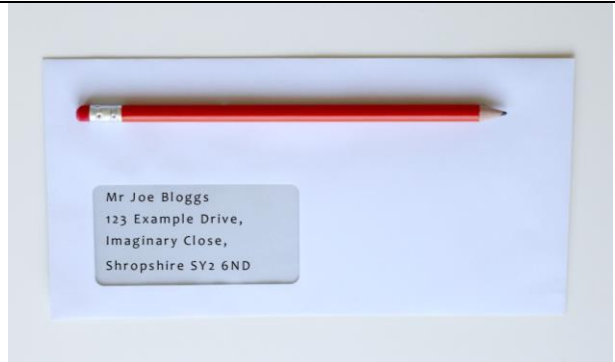 Mr Joe Bloggs
123 Example Drive,
Imaginary Close,
Shropshire SY2 6ND